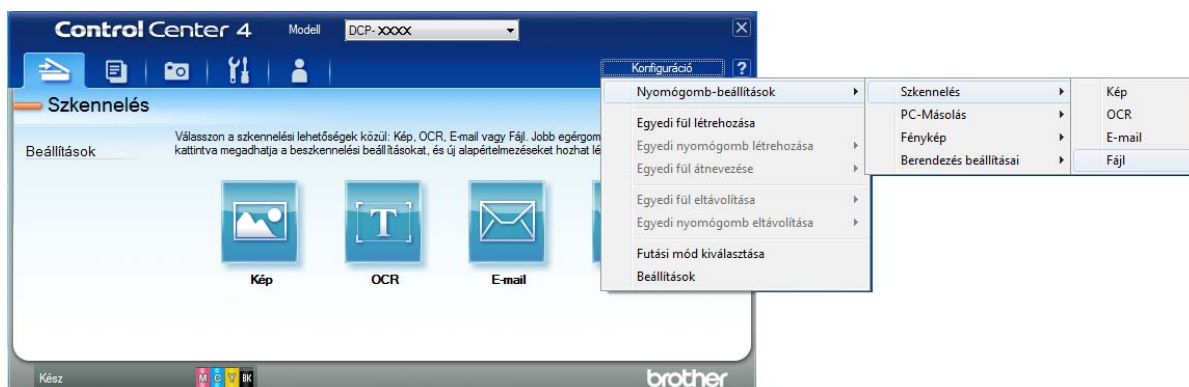 Control Center 4 Modell DCP-XXXX
Konfiguráció ?
Szkennelés
Beállítások
Válasszon a szkennelési lehetőségek közül: Kép, OCR, E-mail vagy Fájl. Jobb
kattintva megadhatja a beszkennelési beállításokat, és új alapértelmezéseket hozhat
Kép
OCR
E-mail
Nyomógomb-beállítások
Egyedi fül létrehozása
Egyedi nyomógomb létrehozása
Egyedi fül átnevezése
Egyedi fül eltávolítása
Egyedi nyomógomb eltávolítása
Futási mód kiválasztása
Beállítások
Szkennelés
PC-Másolás
Fénykép
Berendezés beállításai
Kép
OCR
E-mail
Fájl
Kész M C Y BK brother